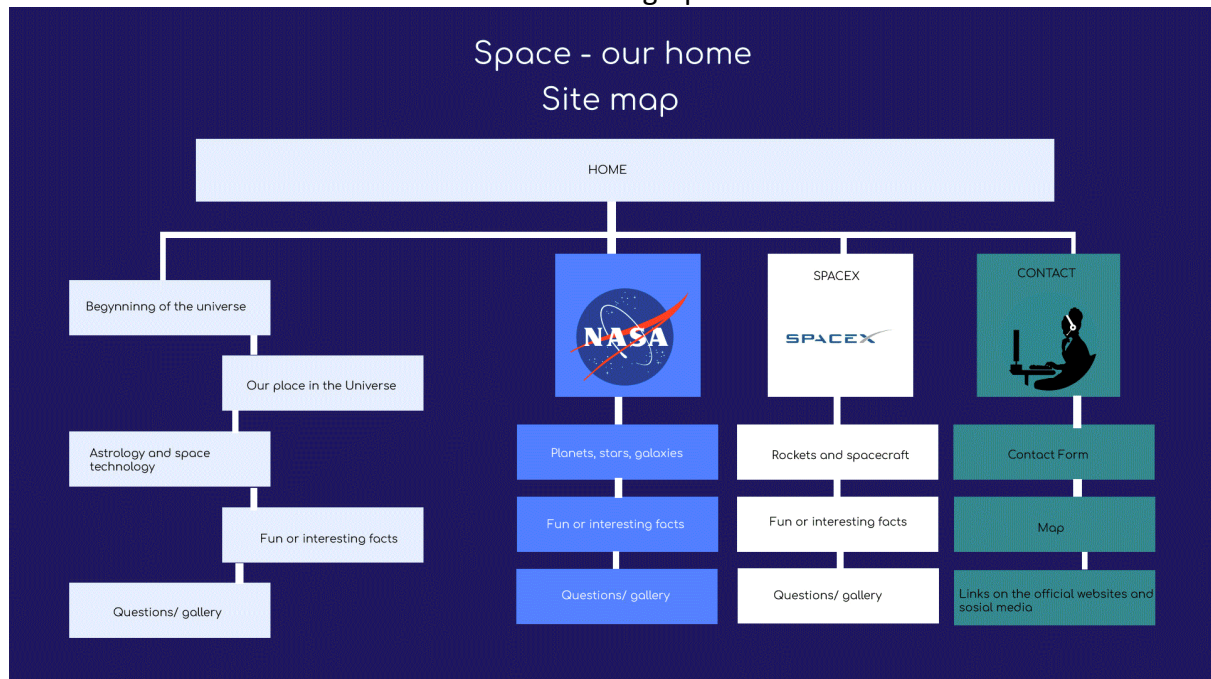 Space - our home
Site map
HOME
Begynninng of the universe
Our place in the Universe
Astrology and space
technology
Fun or interesting facts
Questions/ gallery
NASA
Planets, stars, galaxies
Fun or interesting facts
Questions/ gallery
SPACEX
SPACEX
Rockets and spacecraft
Fun or interesting facts
Questions/ gallery
CONTACT
Contact Form
Map
Links on the official websites and
sosial media